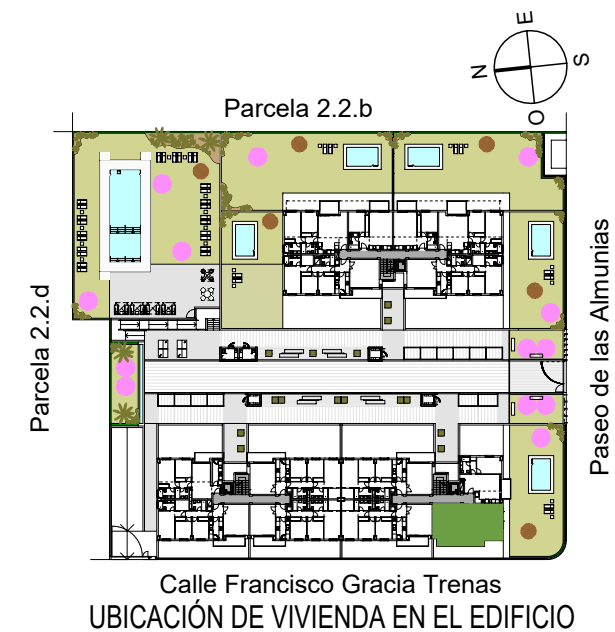 E
N
S
O
Parcela 2.2.b
Parcela 2.2.d
Paseo de las Almunias
Calle Francisco Gracia Trenas
UBICACIÓN DE VIVIENDA EN EL EDIFICIO